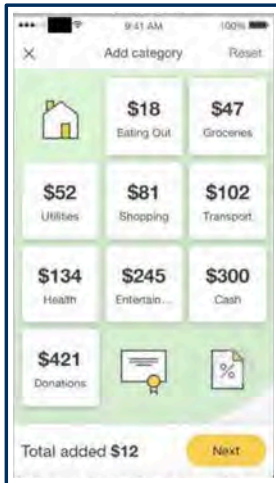 9:41 AM 100%
Add category Reset
$18 $47
Eating Out Groceries
$52 $81 $102
Utilities Shopping Transport
$134 $245 $300
Health Entertain... Cash
$421
Donations
%
Total added $12 Next